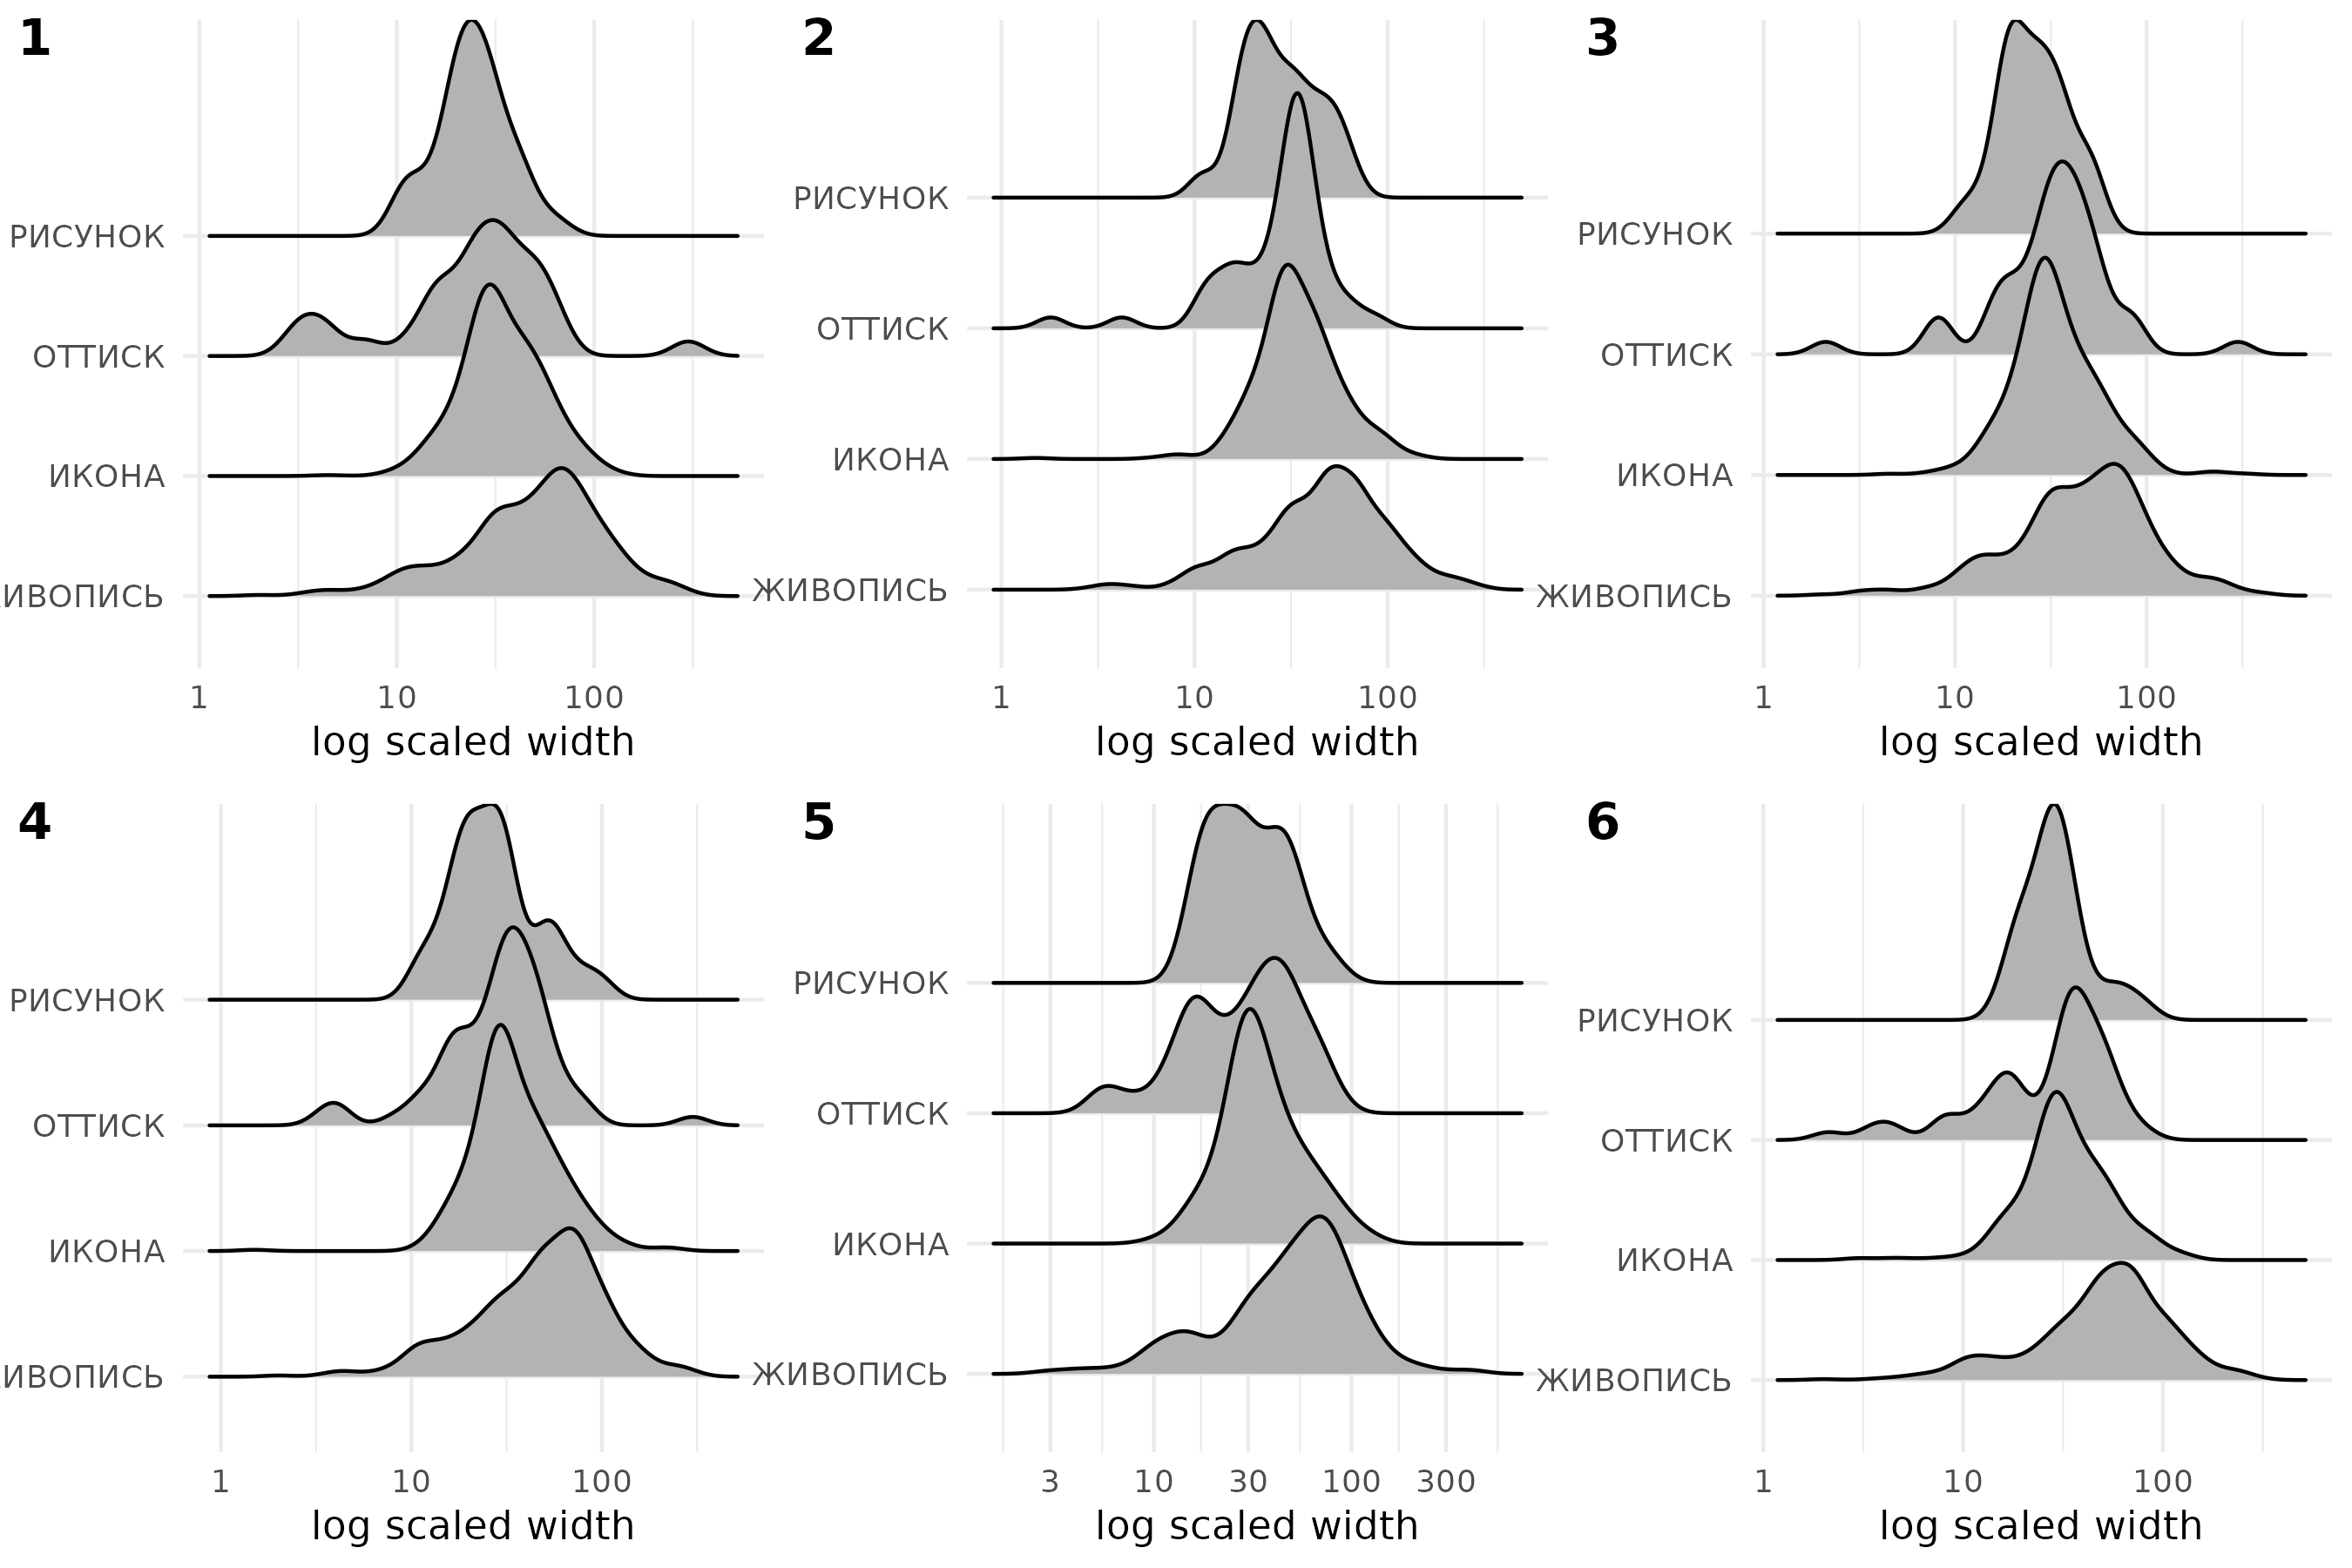 1
РИСУНОК
ОТТИСК
ИКОНА
ИВОПИСЬ
1 10 100
log scaled width
2
РИСУНОК
ОТТИСК
ИКОНА
ЖИВОПИСЬ
1 10 100
log scaled width
3
РИСУНОК
ОТТИСК
ИКОНА
ЖИВОПИСЬ
1 10 100
log scaled width
4
РИСУНОК
ОТТИСК
ИКОНА
ИВОПИСЬ
1 10 100
log scaled width
5
РИСУНОК
ОТТИСК
ИКОНА
ЖИВОПИСЬ
3 10 30 100 300
log scaled width
6
РИСУНОК
ОТТИСК
ИКОНА
ЖИВОПИСЬ
1 10 100
log scaled width